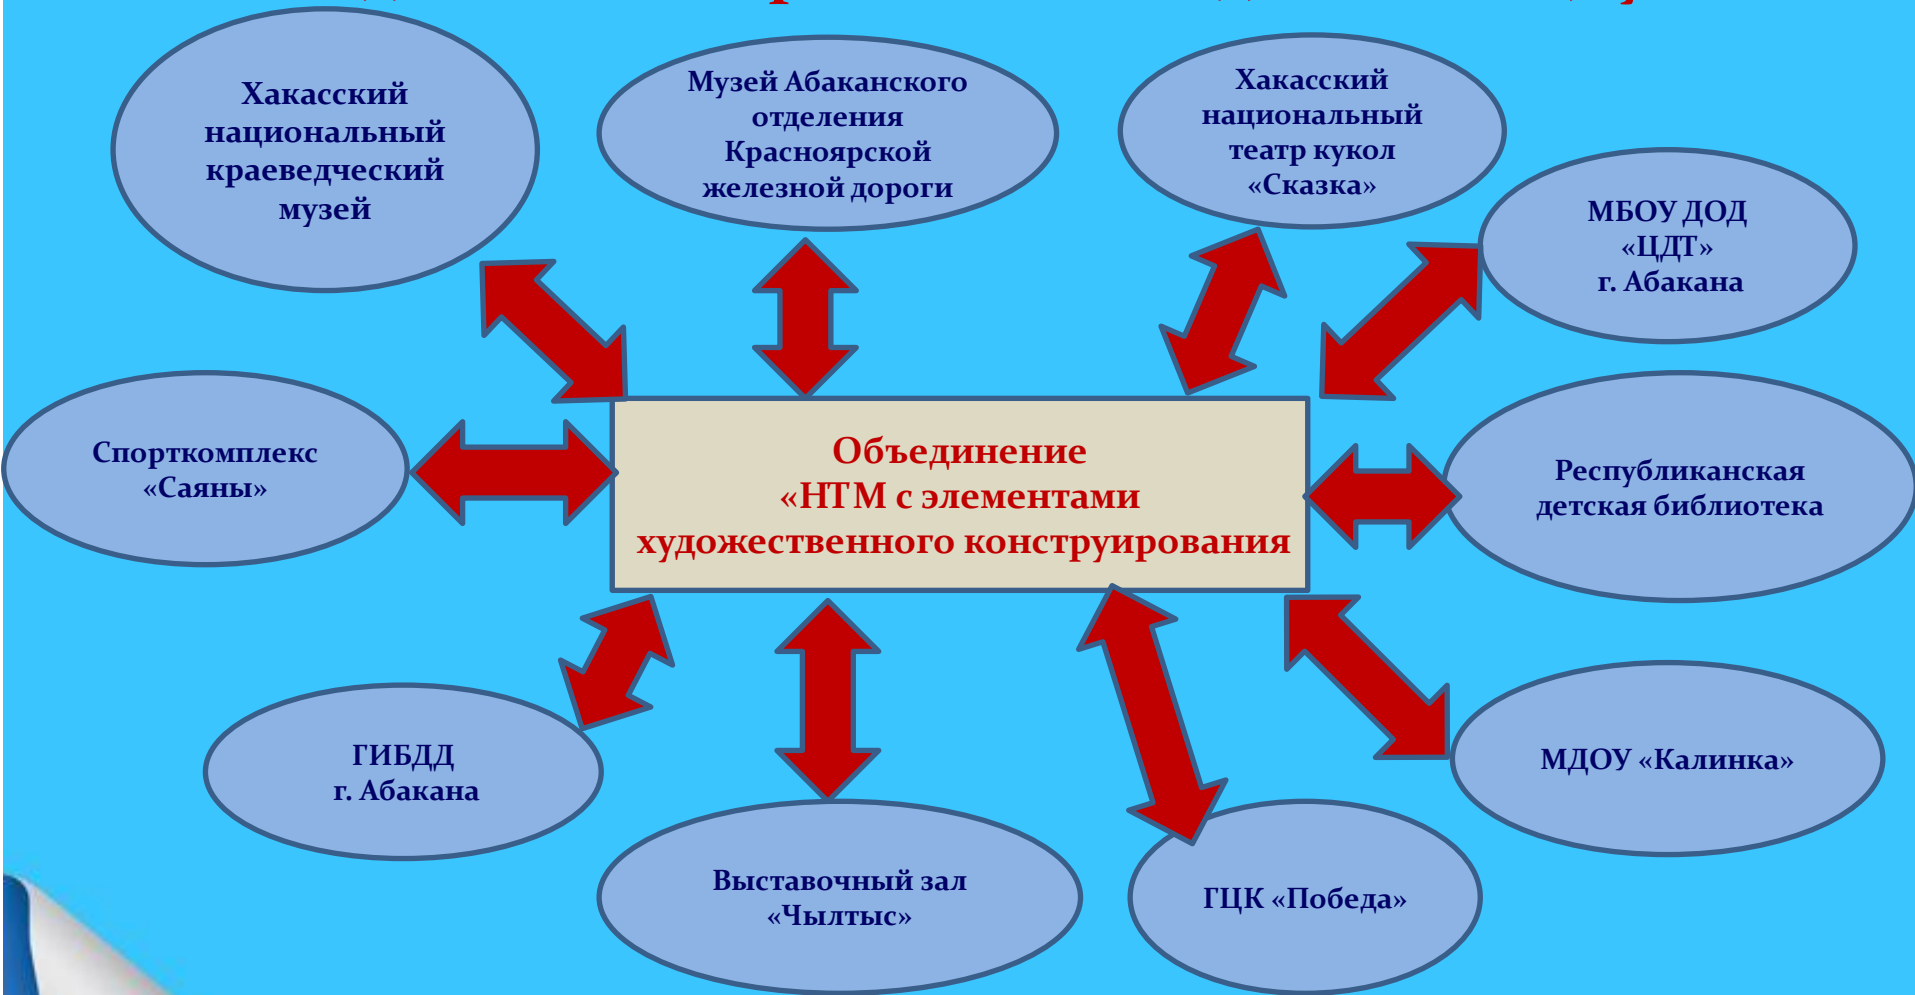 Хакасский
национальный
краеведческий
музей
Музей Абаканского
отделения
Красноярской
железной дороги
Хакасский
национальный
театр кукол
«Сказка»
МБОУ ДОД
«ЦДТ»
г. Абакана
Спорткомплекс
«Саяны»
Объединение
«НТМ с элементами
художественного конструирования
Республиканская
детская библиотека
ГИБДД
г. Абакана
Выставочный зал
«Чылтыс»
ГЦК «Победа»
МДОУ «Калинка»